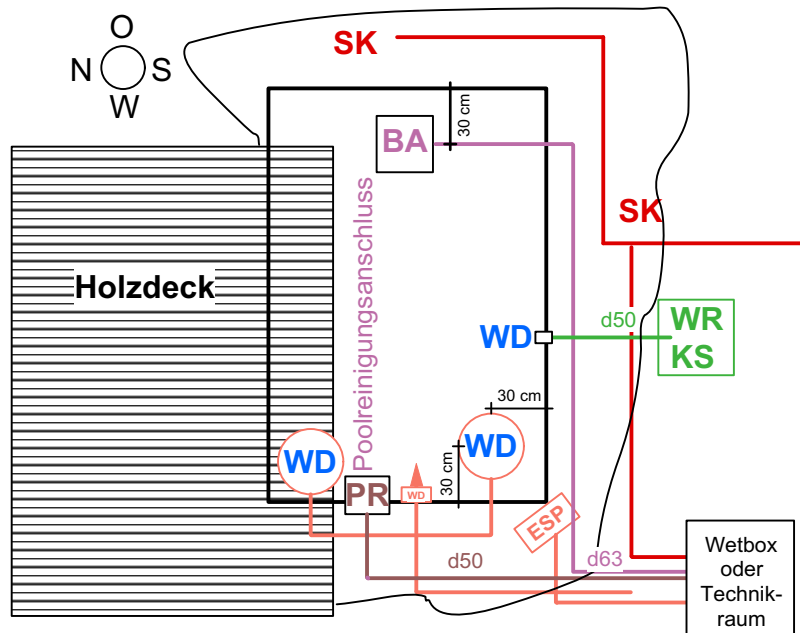 O
N S
W
SK
30 cm
BA
Poolreinigungsanschluss
SK
Holzdeck
WD
d50
WR
KS
30 cm
WD
WD
30 cm
PR
WD
ESP
d50
d63
Wetbox
oder
Technik-
raum